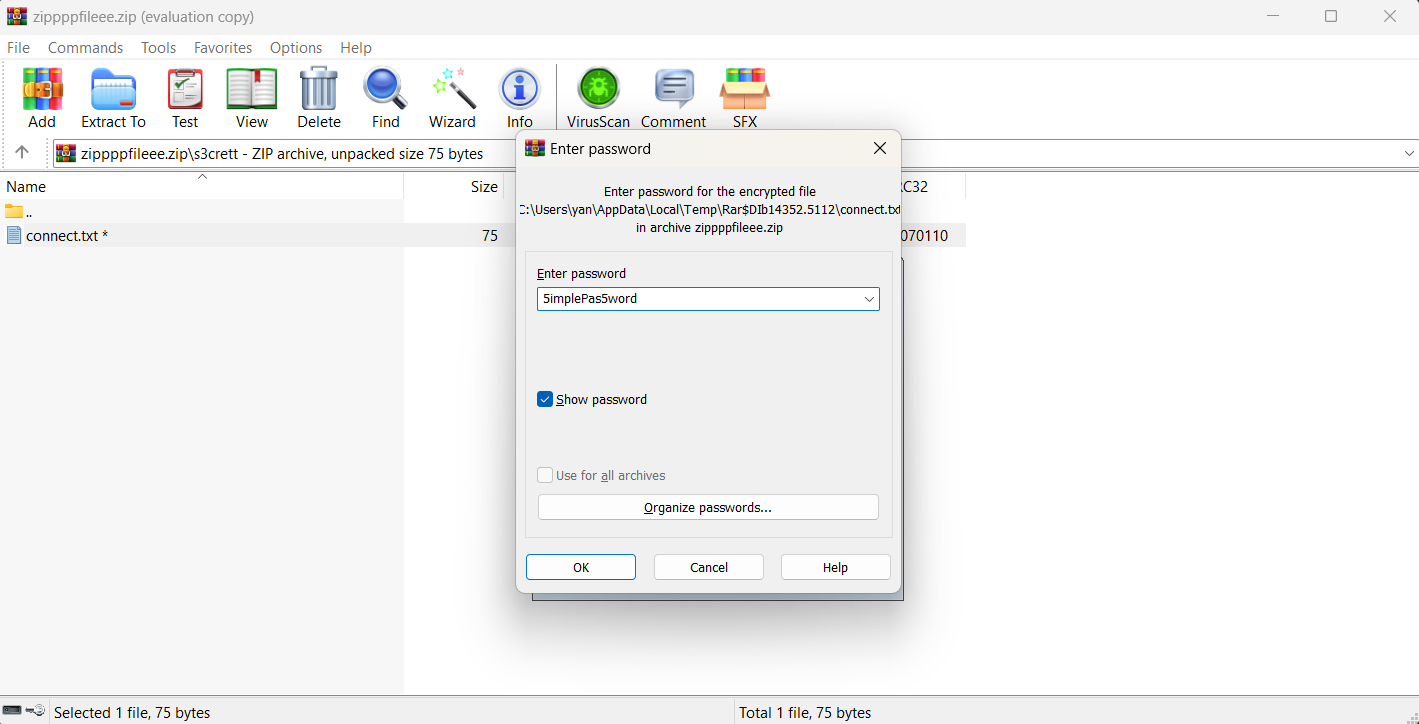 zippppfileee.zip (evaluation copy)
File Commands Tools Favorites Options Help
Add Extract To Test View Delete Find Wizard Info VirusScan Comment SFX
zippppfileee.zip\s3crett - ZIP archive, unpacked size 75 bytes
Name Size
..
connect.txt * 75 070110
Enter password
Enter password for the encrypted file
C:\Users\yan\AppData\Local\Temp\Rar$DIb14352.5112\connect.txt
in archive zippppfileee.zip
Enter password
5implePas5word
Show password
Use for all archives
Organize passwords...
OK Cancel Help
Selected 1 file, 75 bytes Total 1 file, 75 bytes